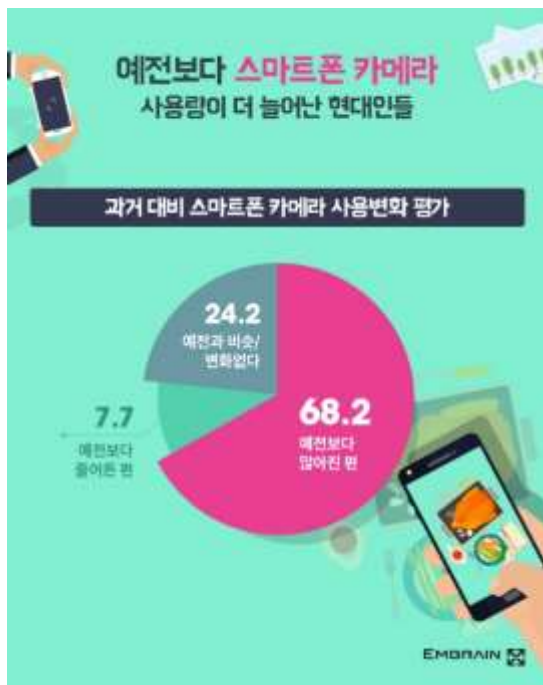 예전보다 스마트폰 카메라
사용량이 더 늘어난 현대인들
과거 대비 스마트폰 카메라 사용변화 평가
24.2
예전과 비슷/
변화없다
7.7
예전보다
줄어든 편
68.2
예전보다
많아진 편
EMBRAIN